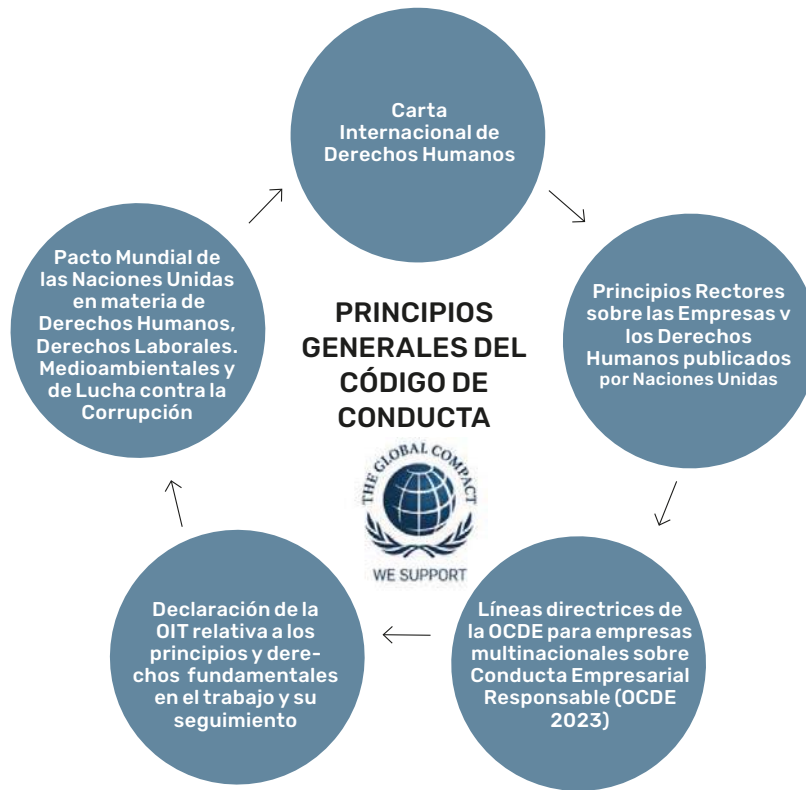 Carta
Internacional de
Derechos Humanos
Principios Rectores
sobre las Empresas v
los Derechos
Humanos publicados
por Naciones Unidas
Líneas directrices de
la OCDE para empresas
multinacionales sobre
Conducta Empresarial
Responsable (OCDE
2023)
Declaración de la
OIT relativa a los
principios y dere-
chos fundamentales
en el trabajo y su
seguimiento
Pacto Mundial de
las Naciones Unidas
en materia de
Derechos Humanos,
Derechos Laborales.
Medioambientales y
de Lucha contra la
Corrupción
PRINCIPIOS
GENERALES DEL
CÓDIGO DE
CONDUCTA
THE GLOBAL COMPACT
WE SUPPORT